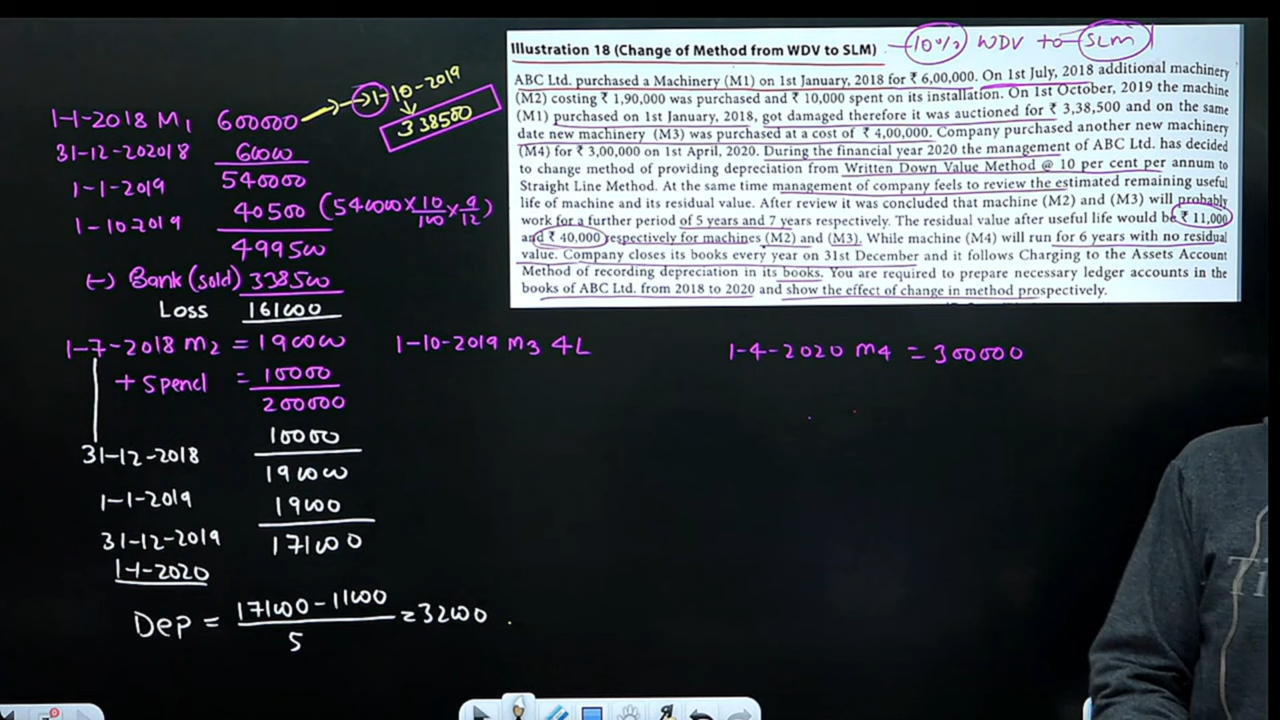 Illustration 18 (Change of Method from WDV to SLM) - 10% WDV to SLM
ABC Ltd. purchased a Machinery (M1) on 1st January, 2018 for ₹ 6,00,000. On 1st July, 2018 additional machinery
(M2) costing ₹ 1,90,000 was purchased and ₹ 10,000 spent on its installation. On 1st October, 2019 the machine
(M1) purchased on 1st January, 2018, got damaged therefore it was auctioned for ₹ 3,38,500 and on the same
date new machinery (M3) was purchased at a cost of ₹ 4,00,000. Company purchased another new machinery
(M4) for ₹ 3,00,000 on 1st April, 2020. During the financial year 2020 the management of ABC Ltd. has decided
to change method of providing depreciation from Written Down Value Method @ 10 per cent per annum to
Straight Line Method. At the same time management of company feels to review the estimated remaining useful
life of machine and its residual value. After review it was concluded that machine (M2) and (M3) will probably
work for a further period of 5 years and 7 years respectively. The residual value after useful life would be ₹ 11,000
and ₹ 40,000 respectively for machines (M2) and (M3). While machine (M4) will run for 6 years with no residual
value. Company closes its books every year on 31st December and it follows Charging to the Assets Account
Method of recording depreciation in its books. You are required to prepare necessary ledger accounts in the
books of ABC Ltd. from 2018 to 2020 and show the effect of change in method prospectively.
1-1-2018 M1 600000 → 1-10-2019
338500
31-12-202018 60000
1-1-2019 540000
1-10-2019 40500 (540000 × 10/100 × 9/12)
499500
(-) Bank (sold) 338500
Loss 161000
1-7-2018 M2 = 190000
+ Spend = 10000
200000
10000
31-12-2018 190000
1-1-2019 19000
31-12-2019 171000
1-1-2020
Dep = 171000 - 11000 / 5 = 32000
1-10-2019 M3 4L
1-4-2020 M4 = 300000